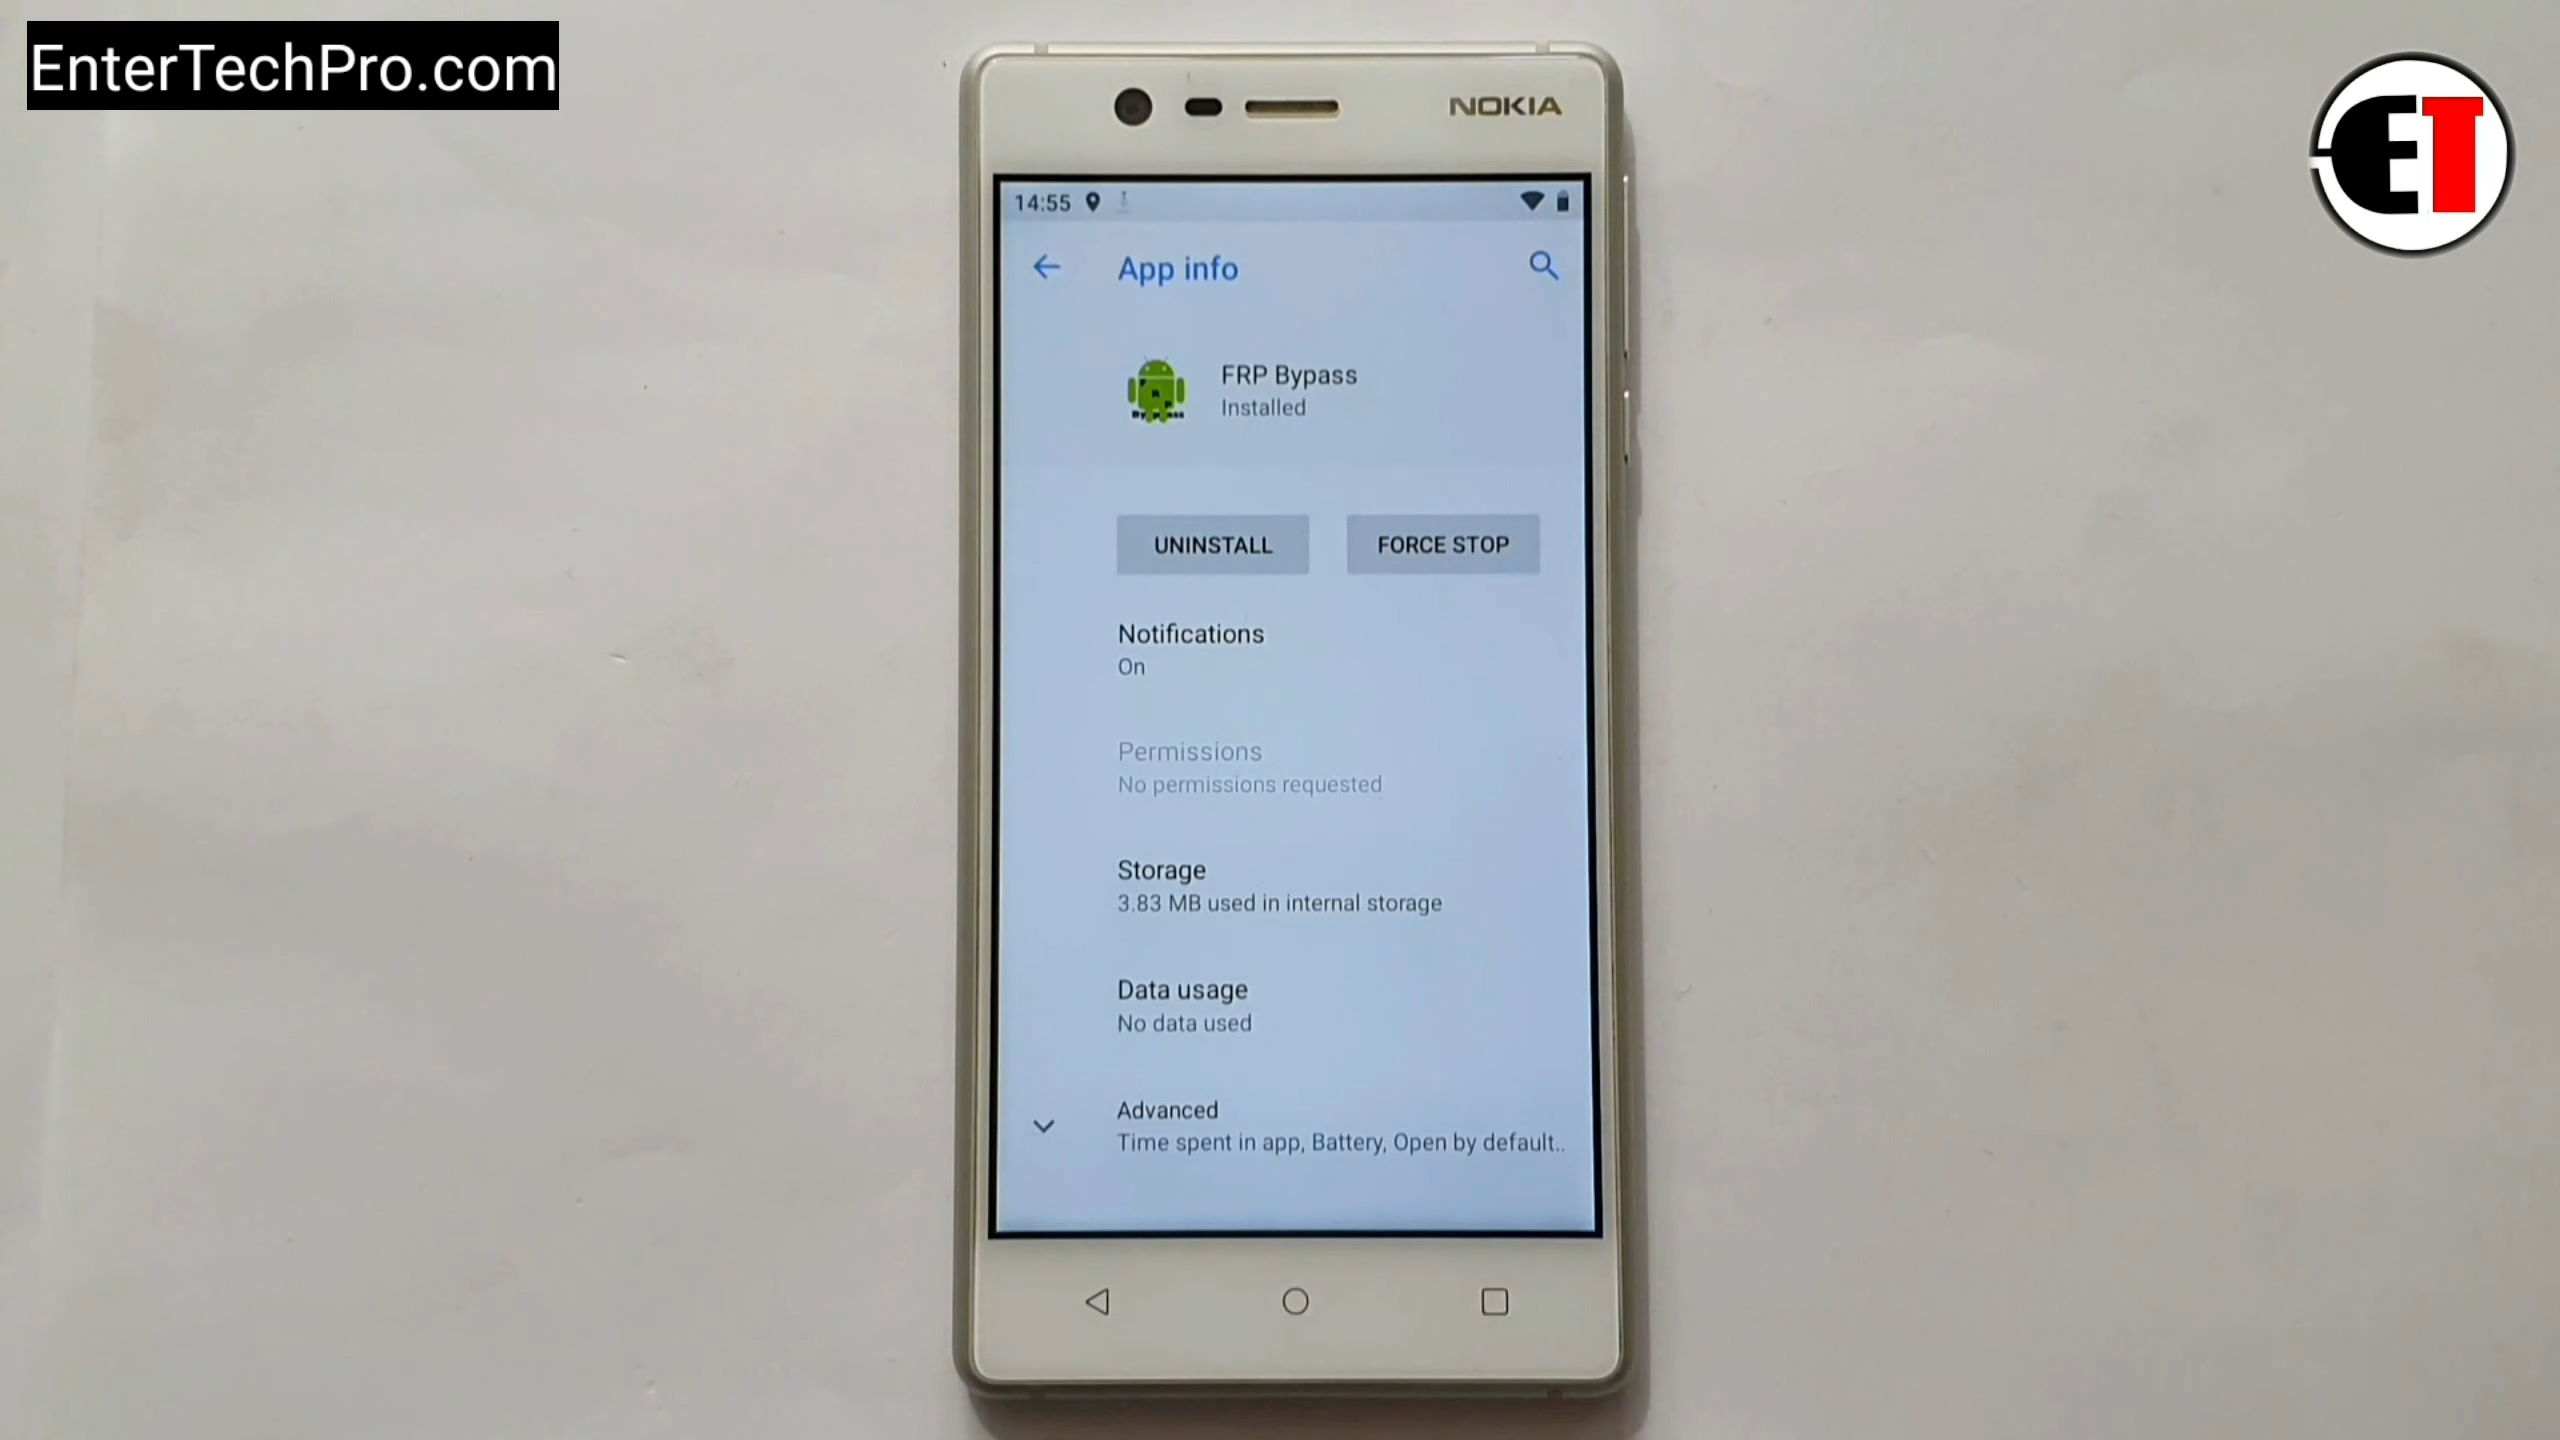 EnterTechPro.com
ET
NOKIA
14:55
App info
FRP Bypass
Installed
UNINSTALL
FORCE STOP
Notifications
On
Permissions
No permissions requested
Storage
3.83 MB used in internal storage
Data usage
No data used
Advanced
Time spent in app, Battery, Open by default..